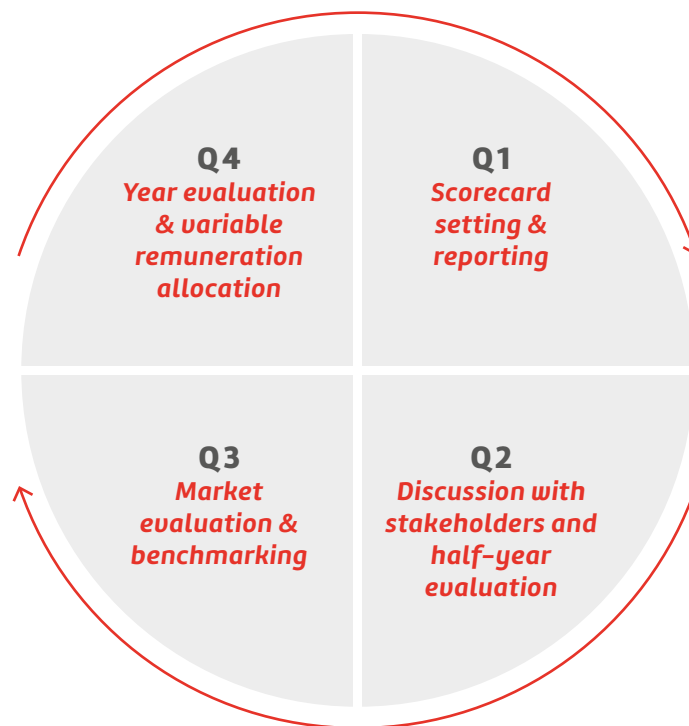 Q4
Year evaluation
& variable
remuneration
allocation
Q1
Scorecard
setting &
reporting
Q3
Market
evaluation &
benchmarking
Q2
Discussion with
stakeholders and
half-year
evaluation